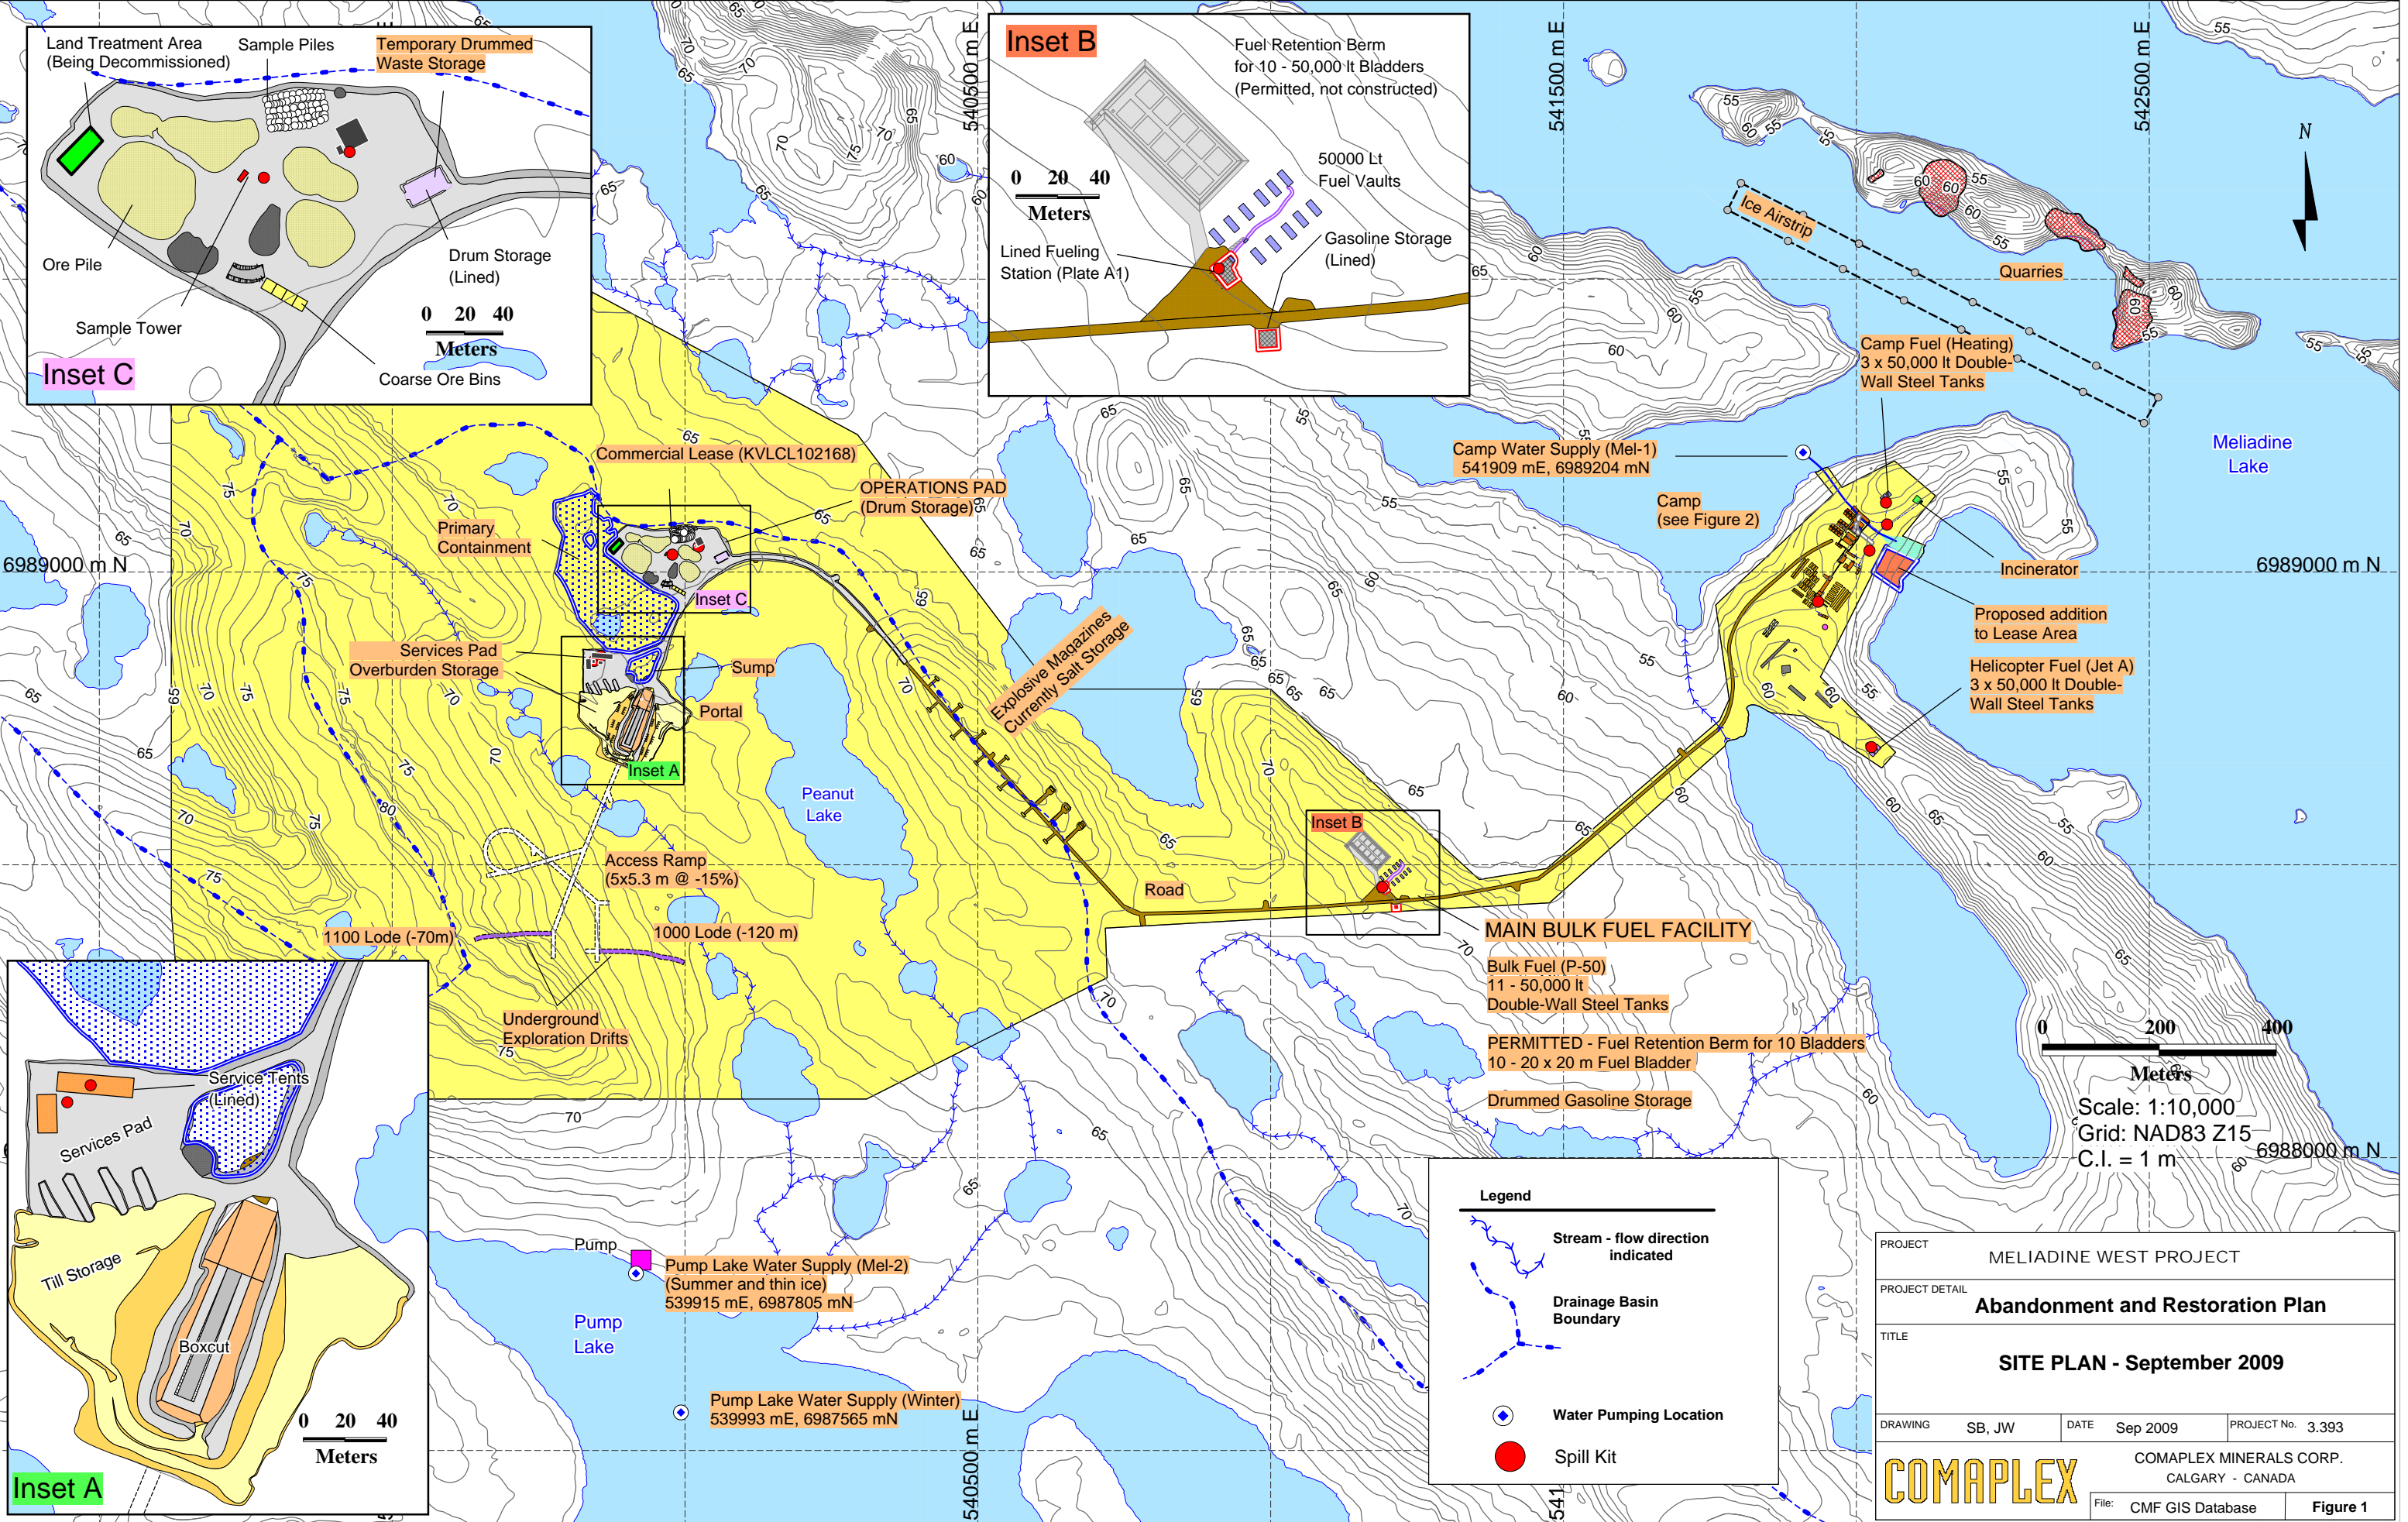 Land Treatment Area
(Being Decommissioned)
Sample Piles
Temporary Drummed
Waste Storage
Ore Pile
Drum Storage
(Lined)
Sample Tower
0 20 40
Meters
Coarse Ore Bins
Inset C
Inset B
Fuel Retention Berm
for 10 - 50,000 lt Bladders
(Permitted, not constructed)
0 20 40
Meters
50000 Lt
Fuel Vaults
Lined Fueling
Station (Plate A1)
Gasoline Storage
(Lined)
540500 m E
541500 m E
542500 m E
N
Ice Airstrip
Quarries
Camp Fuel (Heating)
3 x 50,000 lt Double-
Wall Steel Tanks
Meliadine
Lake
Camp Water Supply (Mel-1)
541909 mE, 6989204 mN
Camp
(see Figure 2)
Incinerator
Proposed addition
to Lease Area
Helicopter Fuel (Jet A)
3 x 50,000 lt Double-
Wall Steel Tanks
6989000 m N
6989000 m N
Commercial Lease (KVLCL102168)
OPERATIONS PAD
(Drum Storage)
Primary
Containment
Inset C
Services Pad
Overburden Storage
Sump
Portal
Inset A
Explosive Magazines
Currently Salt Storage
Peanut
Lake
Inset B
Access Ramp
(5x5.3 m @ -15%)
Road
1100 Lode (-70m)
1000 Lode (-120 m)
Underground
Exploration Drifts
MAIN BULK FUEL FACILITY
Bulk Fuel (P-50)
11 - 50,000 lt
Double-Wall Steel Tanks
PERMITTED - Fuel Retention Berm for 10 Bladders
10 - 20 x 20 m Fuel Bladder
Drummed Gasoline Storage
0 200 400
Meters
Scale: 1:10,000
Grid: NAD83 Z15
C.I. = 1 m
6988000 m N
Service Tents
(Lined)
Services Pad
Till Storage
Boxcut
0 20 40
Meters
Inset A
Pump
Pump Lake Water Supply (Mel-2)
(Summer and thin ice)
539915 mE, 6987805 mN
Pump
Lake
Pump Lake Water Supply (Winter)
539993 mE, 6987565 mN
540500 m E
Legend
Stream - flow direction
indicated
Drainage Basin
Boundary
Water Pumping Location
Spill Kit
PROJECT
MELIADINE WEST PROJECT
PROJECT DETAIL
Abandonment and Restoration Plan
TITLE
SITE PLAN - September 2009
DRAWING SB, JW DATE Sep 2009 PROJECT No. 3.393
COMAPLEX
COMAPLEX MINERALS CORP.
CALGARY - CANADA
File: CMF GIS Database Figure 1